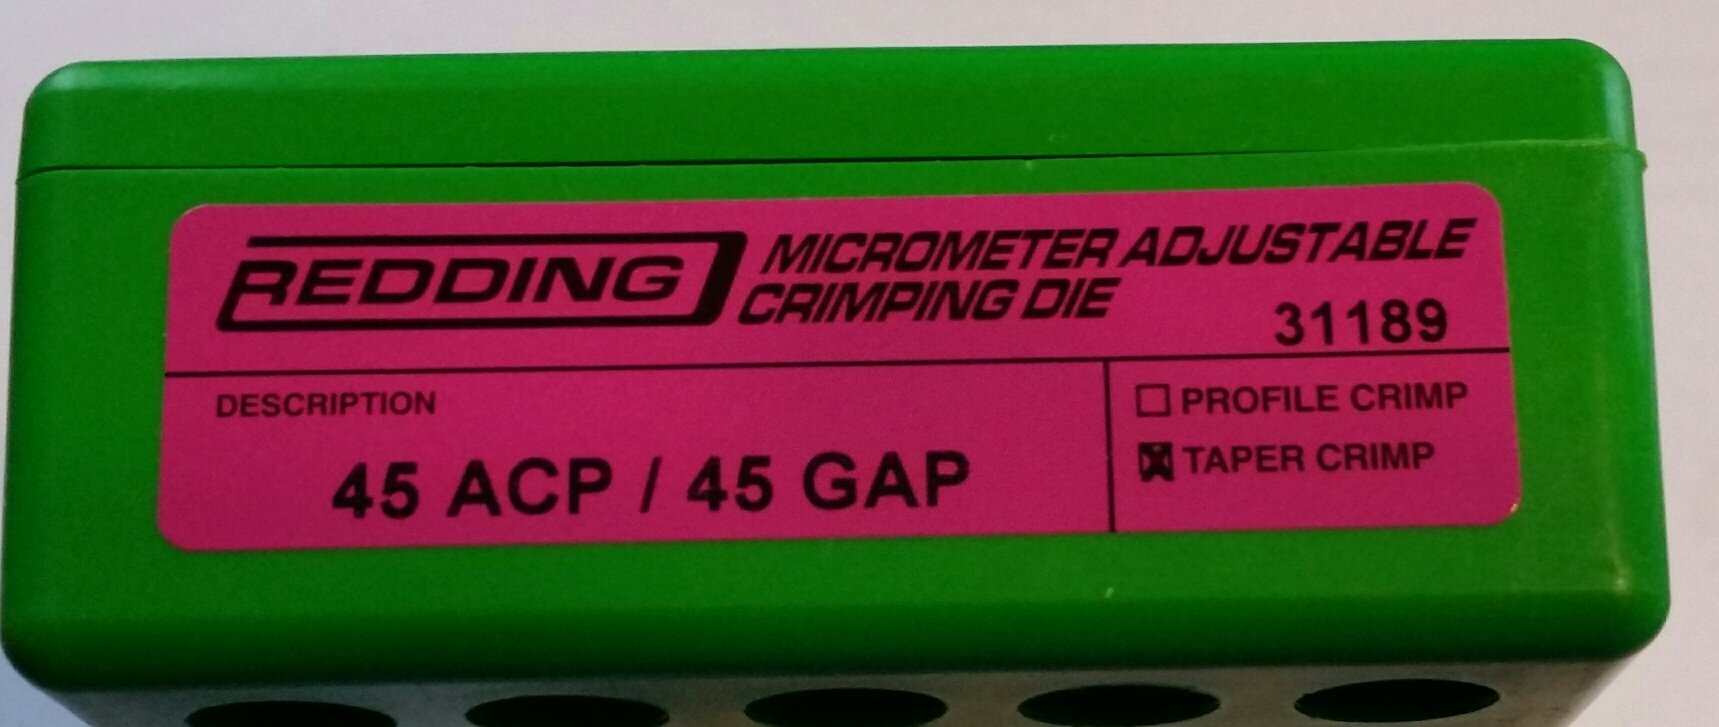 REDDING MICROMETER ADJUSTABLE
CRIMPING DIE
31189
DESCRIPTION
45 ACP / 45 GAP
☐ PROFILE CRIMP
☒ TAPER CRIMP